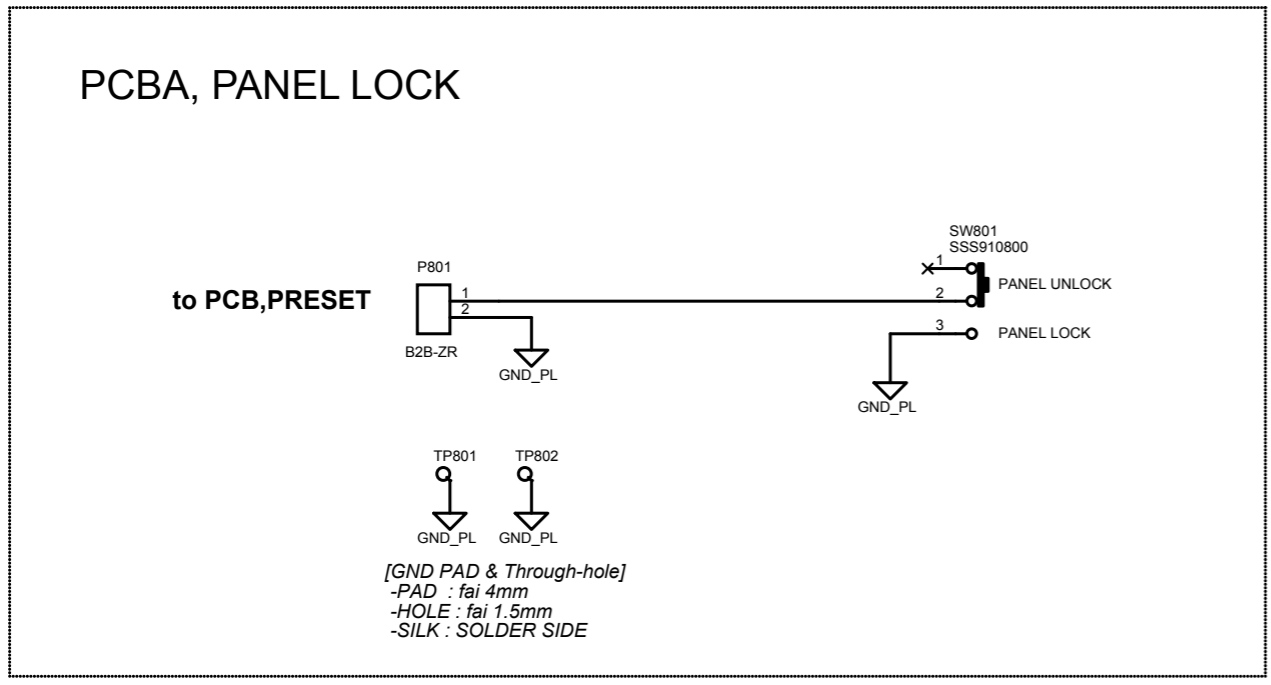 PCBA, PANEL LOCK
SW801
SSS910800
P801
1
PANEL UNLOCK
to PCB,PRESET
1
2
2
3
PANEL LOCK
B2B-ZR
GND_PL
GND_PL
TP801
TP802
GND_PL
GND_PL
[GND PAD & Through-hole]
-PAD : fai 4mm
-HOLE : fai 1.5mm
-SILK : SOLDER SIDE